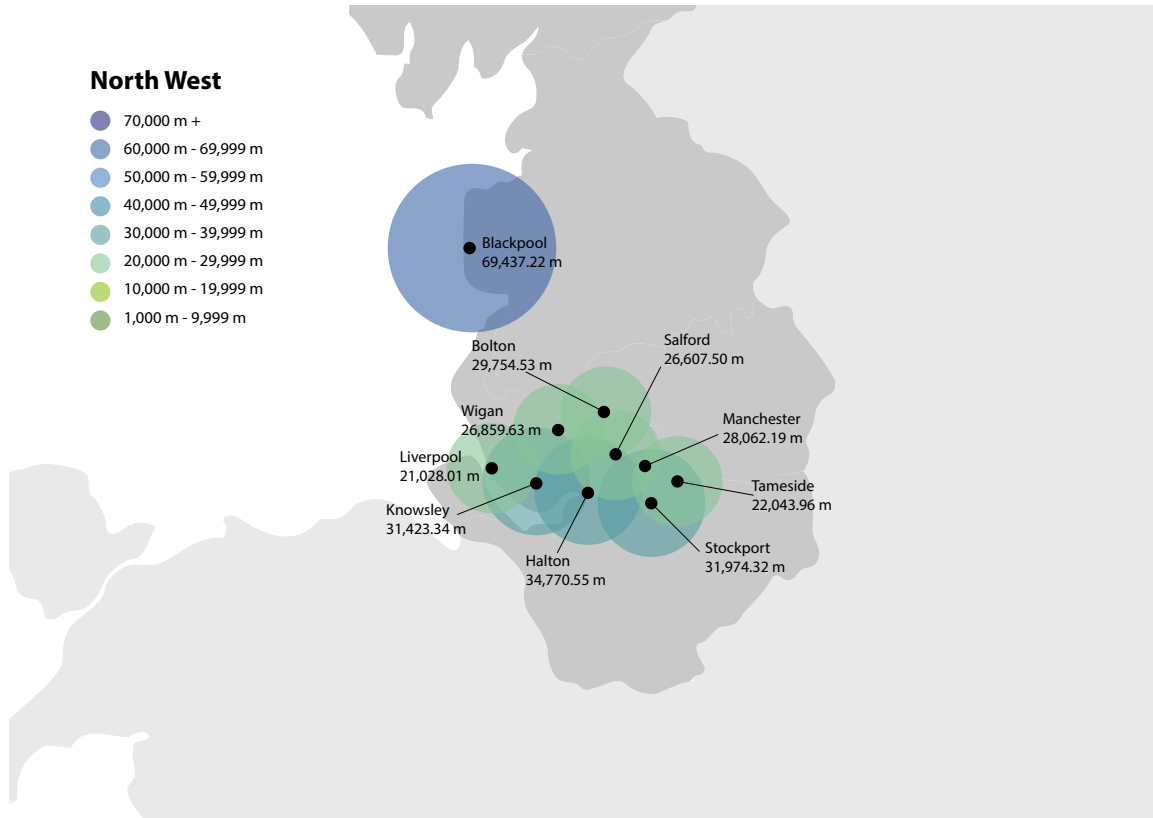 North West
70,000 m +
60,000 m - 69,999 m
50,000 m - 59,999 m
40,000 m - 49,999 m
30,000 m - 39,999 m
20,000 m - 29,999 m
10,000 m - 19,999 m
1,000 m - 9,999 m
Blackpool
69,437.22 m
Bolton
29,754.53 m
Salford
26,607.50 m
Wigan
26,859.63 m
Manchester
28,062.19 m
Liverpool
21,028.01 m
Tameside
22,043.96 m
Knowsley
31,423.34 m
Stockport
31,974.32 m
Halton
34,770.55 m